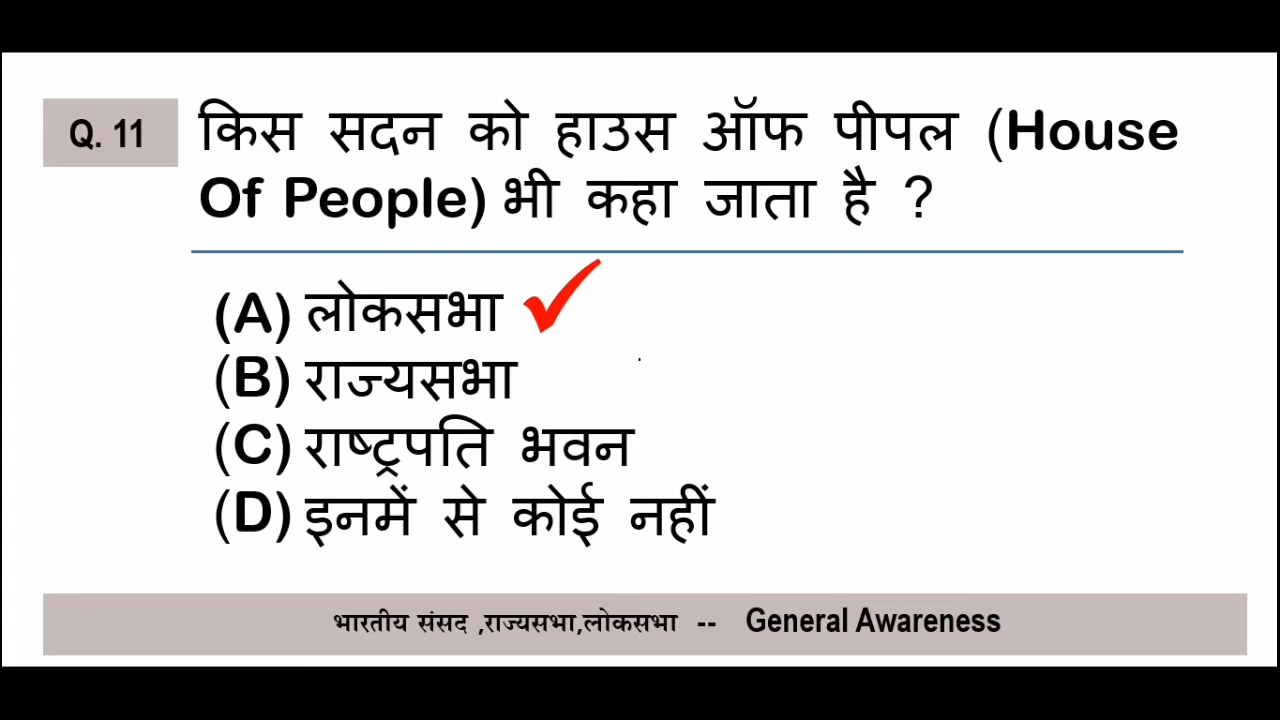 Q. 11
किस सदन को हाउस ऑफ पीपल (House
Of People) भी कहा जाता है ?
(A) लोकसभा
(B) राज्यसभा
(C) राष्ट्रपति भवन
(D) इनमें से कोई नहीं
भारतीय संसद ,राज्यसभा,लोकसभा -- General Awareness